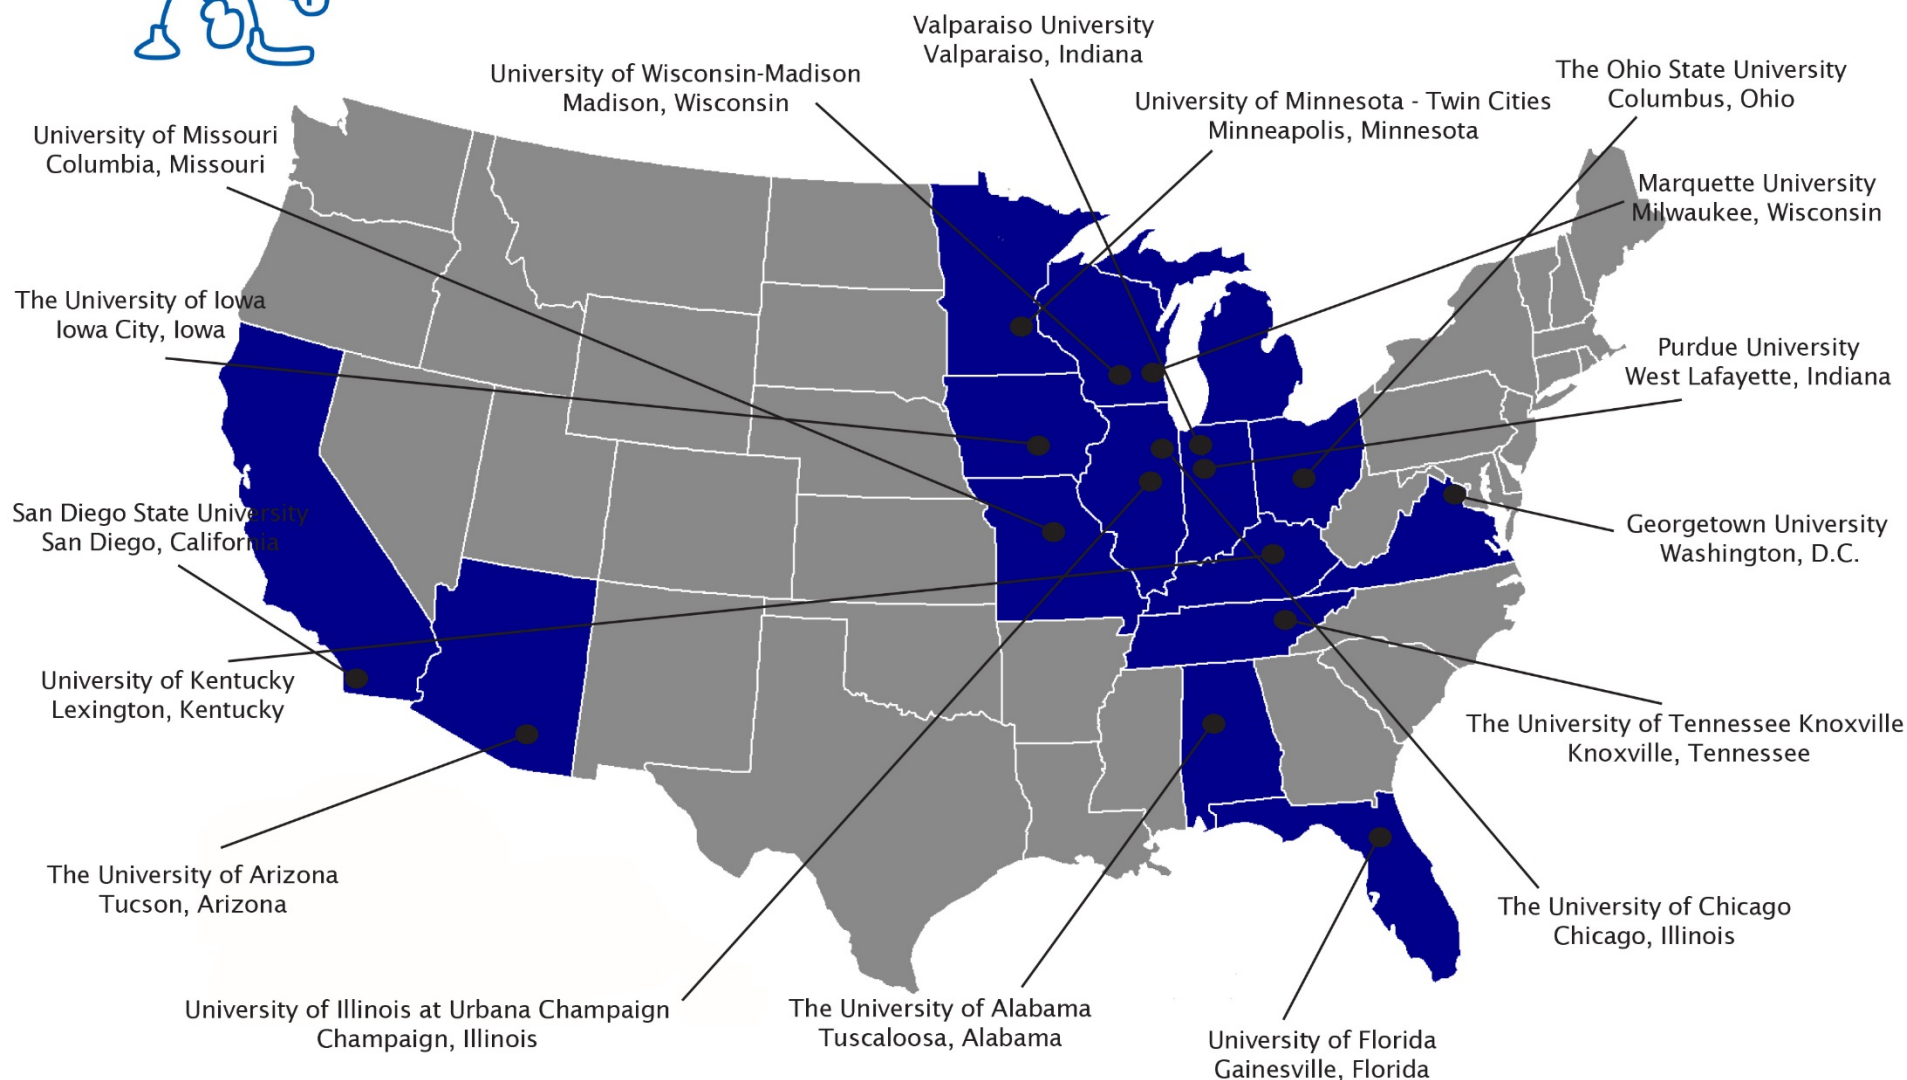 Valparaiso University
Valparaiso, Indiana
University of Wisconsin-Madison
Madison, Wisconsin
The Ohio State University
Columbus, Ohio
University of Minnesota - Twin Cities
Minneapolis, Minnesota
University of Missouri
Columbia, Missouri
Marquette University
Milwaukee, Wisconsin
The University of Iowa
Iowa City, Iowa
Purdue University
West Lafayette, Indiana
San Diego State University
San Diego, California
Georgetown University
Washington, D.C.
University of Kentucky
Lexington, Kentucky
The University of Tennessee Knoxville
Knoxville, Tennessee
The University of Arizona
Tucson, Arizona
The University of Chicago
Chicago, Illinois
University of Illinois at Urbana Champaign
Champaign, Illinois
The University of Alabama
Tuscaloosa, Alabama
University of Florida
Gainesville, Florida